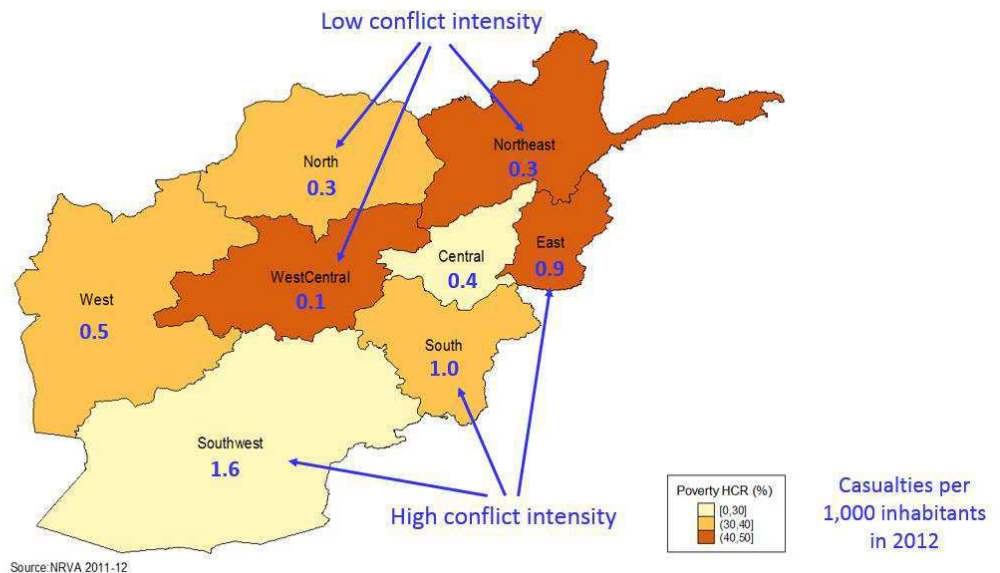 Low conflict intensity
North
0.3
Northeast
0.3
Central
0.4
East
0.9
WestCentral
0.1
West
0.5
South
1.0
Southwest
1.6
High conflict intensity
Poverty HCR (%)
[0,30]
(30,40]
(40,50]
Casualties per
1,000 inhabitants
in 2012
Source:NRVA 2011-12